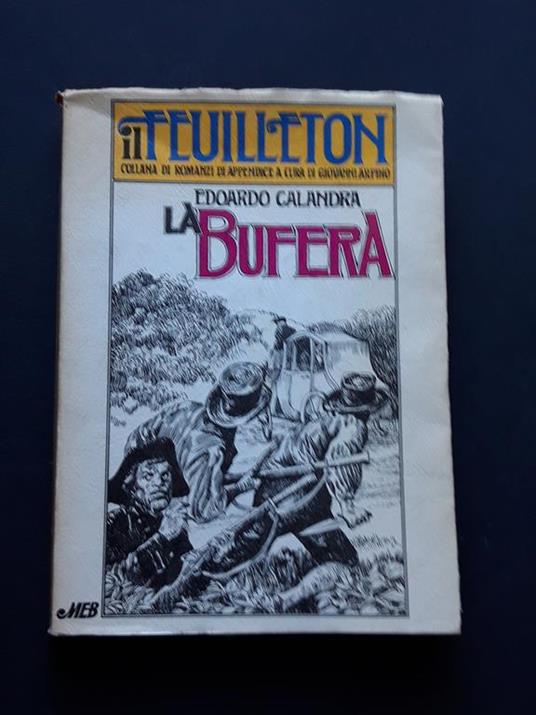 il FEUILLETON
COLLANA DI ROMANZI DI APPENDICE A CURA DI GIOVANNI ARPINO
EDOARDO CALANDRA
LA BUFERA
MEB